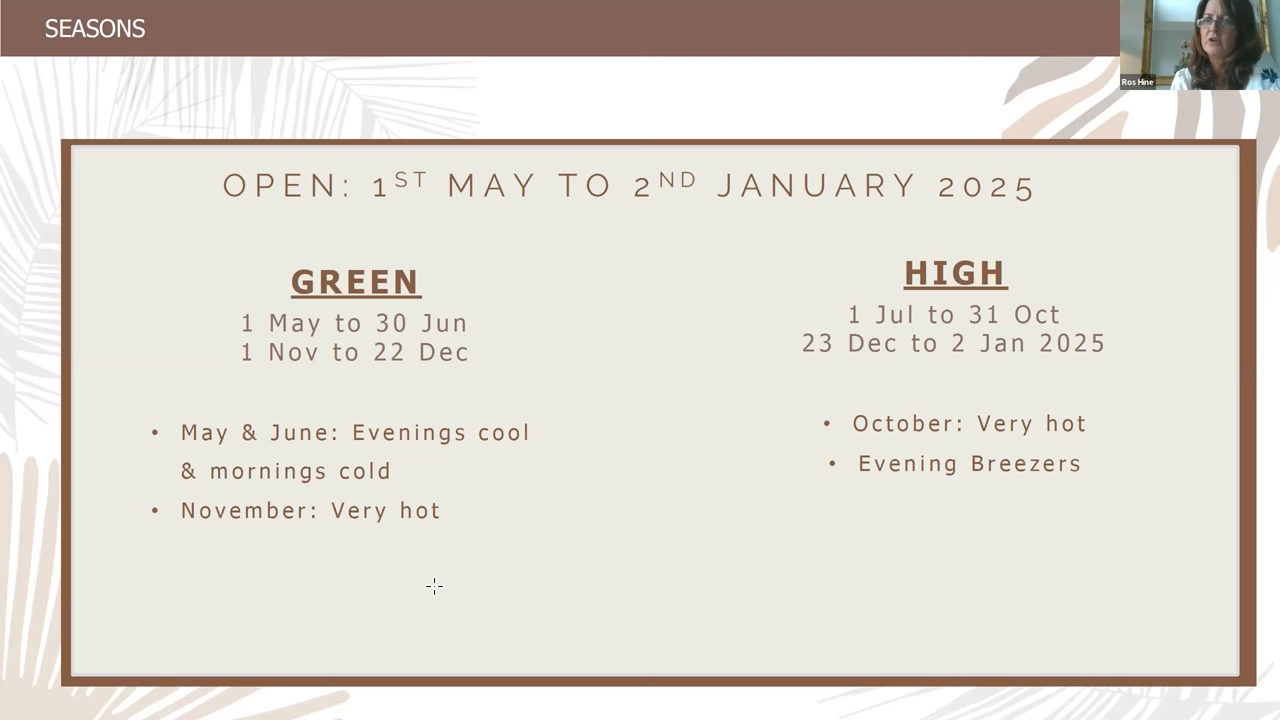 SEASONS
Ros Hine
OPEN: 1ST MAY TO 2ND JANUARY 2025
GREEN
1 May to 30 Jun
1 Nov to 22 Dec
• May & June: Evenings cool
& mornings cold
• November: Very hot
HIGH
1 Jul to 31 Oct
23 Dec to 2 Jan 2025
• October: Very hot
• Evening Breezers